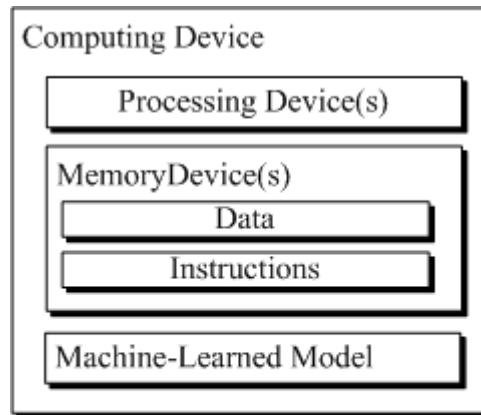 Computing Device
Processing Device(s)
MemoryDevice(s)
Data
Instructions
Machine-Learned Model